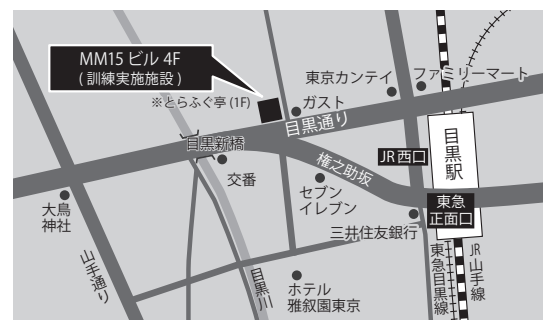 MM15 ビル 4F
(訓練実施施設)
※とらふぐ亭 (1F)
東京カンテイ
ファミリーマート
ガスト
目黒通り
目黒新橋
交番
権之助坂
JR西口
目黒駅
セブン
イレブン
東急
正面口
大鳥
神社
三井住友銀行
山手通り
目黒川
ホテル
雅叙園東京
東急目黒線
JR山手線